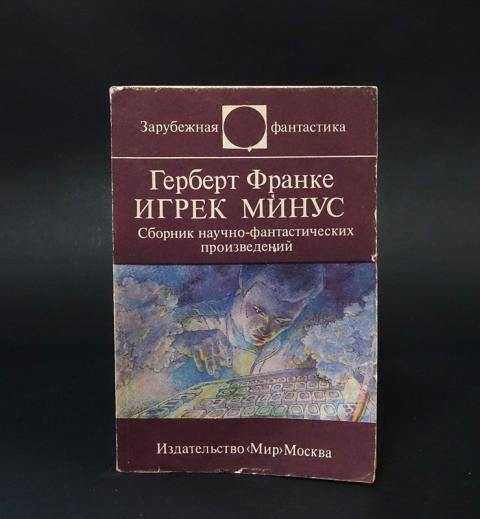 Зарубежная фантастика
Герберт Франке
ИГРЕК МИНУС
Сборник научно-фантастических
произведений
Издательство ‹Мир› Москва